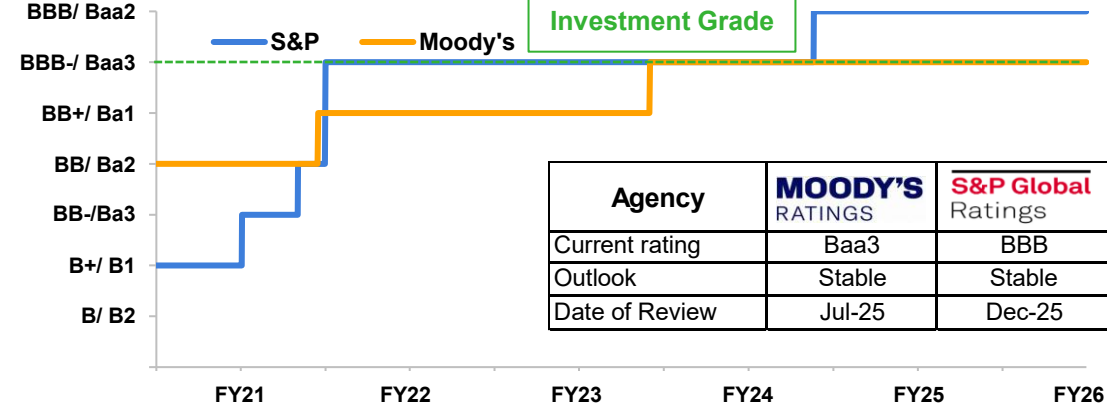 BBB/ Baa2
Investment Grade
S&P Moody's
BBB-/ Baa3
BB+/ Ba1
BB/ Ba2
BB-/Ba3
B+/ B1
B/ B2
Agency MOODY'S RATINGS S&P Global Ratings
Current rating Baa3 BBB
Outlook Stable Stable
Date of Review Jul-25 Dec-25
FY21 FY22 FY23 FY24 FY25 FY26